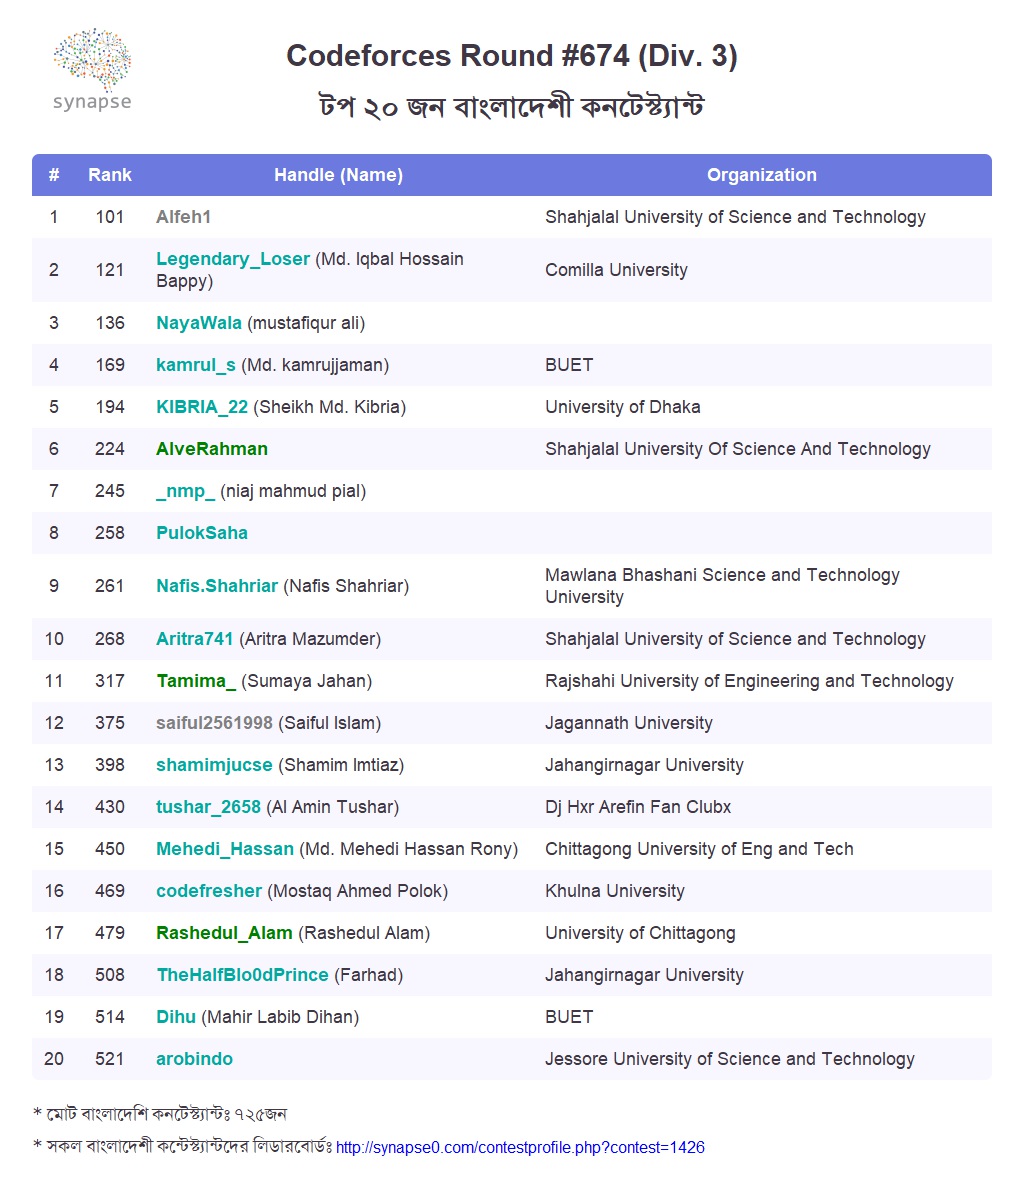 synapse
Codeforces Round #674 (Div. 3)
টপ ২০ জন বাংলাদেশী কনটেস্ট্যান্ট
# Rank Handle (Name) Organization
1 101 Alfeh1 Shahjalal University of Science and Technology
2 121 Legendary_Loser (Md. Iqbal Hossain Bappy) Comilla University
3 136 NayaWala (mustafiqur ali)
4 169 kamrul_s (Md. kamrujjaman) BUET
5 194 KIBRIA_22 (Sheikh Md. Kibria) University of Dhaka
6 224 AlveRahman Shahjalal University Of Science And Technology
7 245 _nmp_ (niaj mahmud pial)
8 258 PulokSaha
9 261 Nafis.Shahriar (Nafis Shahriar) Mawlana Bhashani Science and Technology University
10 268 Aritra741 (Aritra Mazumder) Shahjalal University of Science and Technology
11 317 Tamima_ (Sumaya Jahan) Rajshahi University of Engineering and Technology
12 375 saiful2561998 (Saiful Islam) Jagannath University
13 398 shamimjucse (Shamim Imtiaz) Jahangirnagar University
14 430 tushar_2658 (Al Amin Tushar) Dj Hxr Arefin Fan Clubx
15 450 Mehedi_Hassan (Md. Mehedi Hassan Rony) Chittagong University of Eng and Tech
16 469 codefresher (Mostaq Ahmed Polok) Khulna University
17 479 Rashedul_Alam (Rashedul Alam) University of Chittagong
18 508 TheHalfBlo0dPrince (Farhad) Jahangirnagar University
19 514 Dihu (Mahir Labib Dihan) BUET
20 521 arobindo Jessore University of Science and Technology
* মোট বাংলাদেশি কনটেস্ট্যান্টঃ ৭২৫জন
* সকল বাংলাদেশী কন্টেস্ট্যান্টদের লিডারবোর্ডঃ http://synapse0.com/contestprofile.php?contest=1426